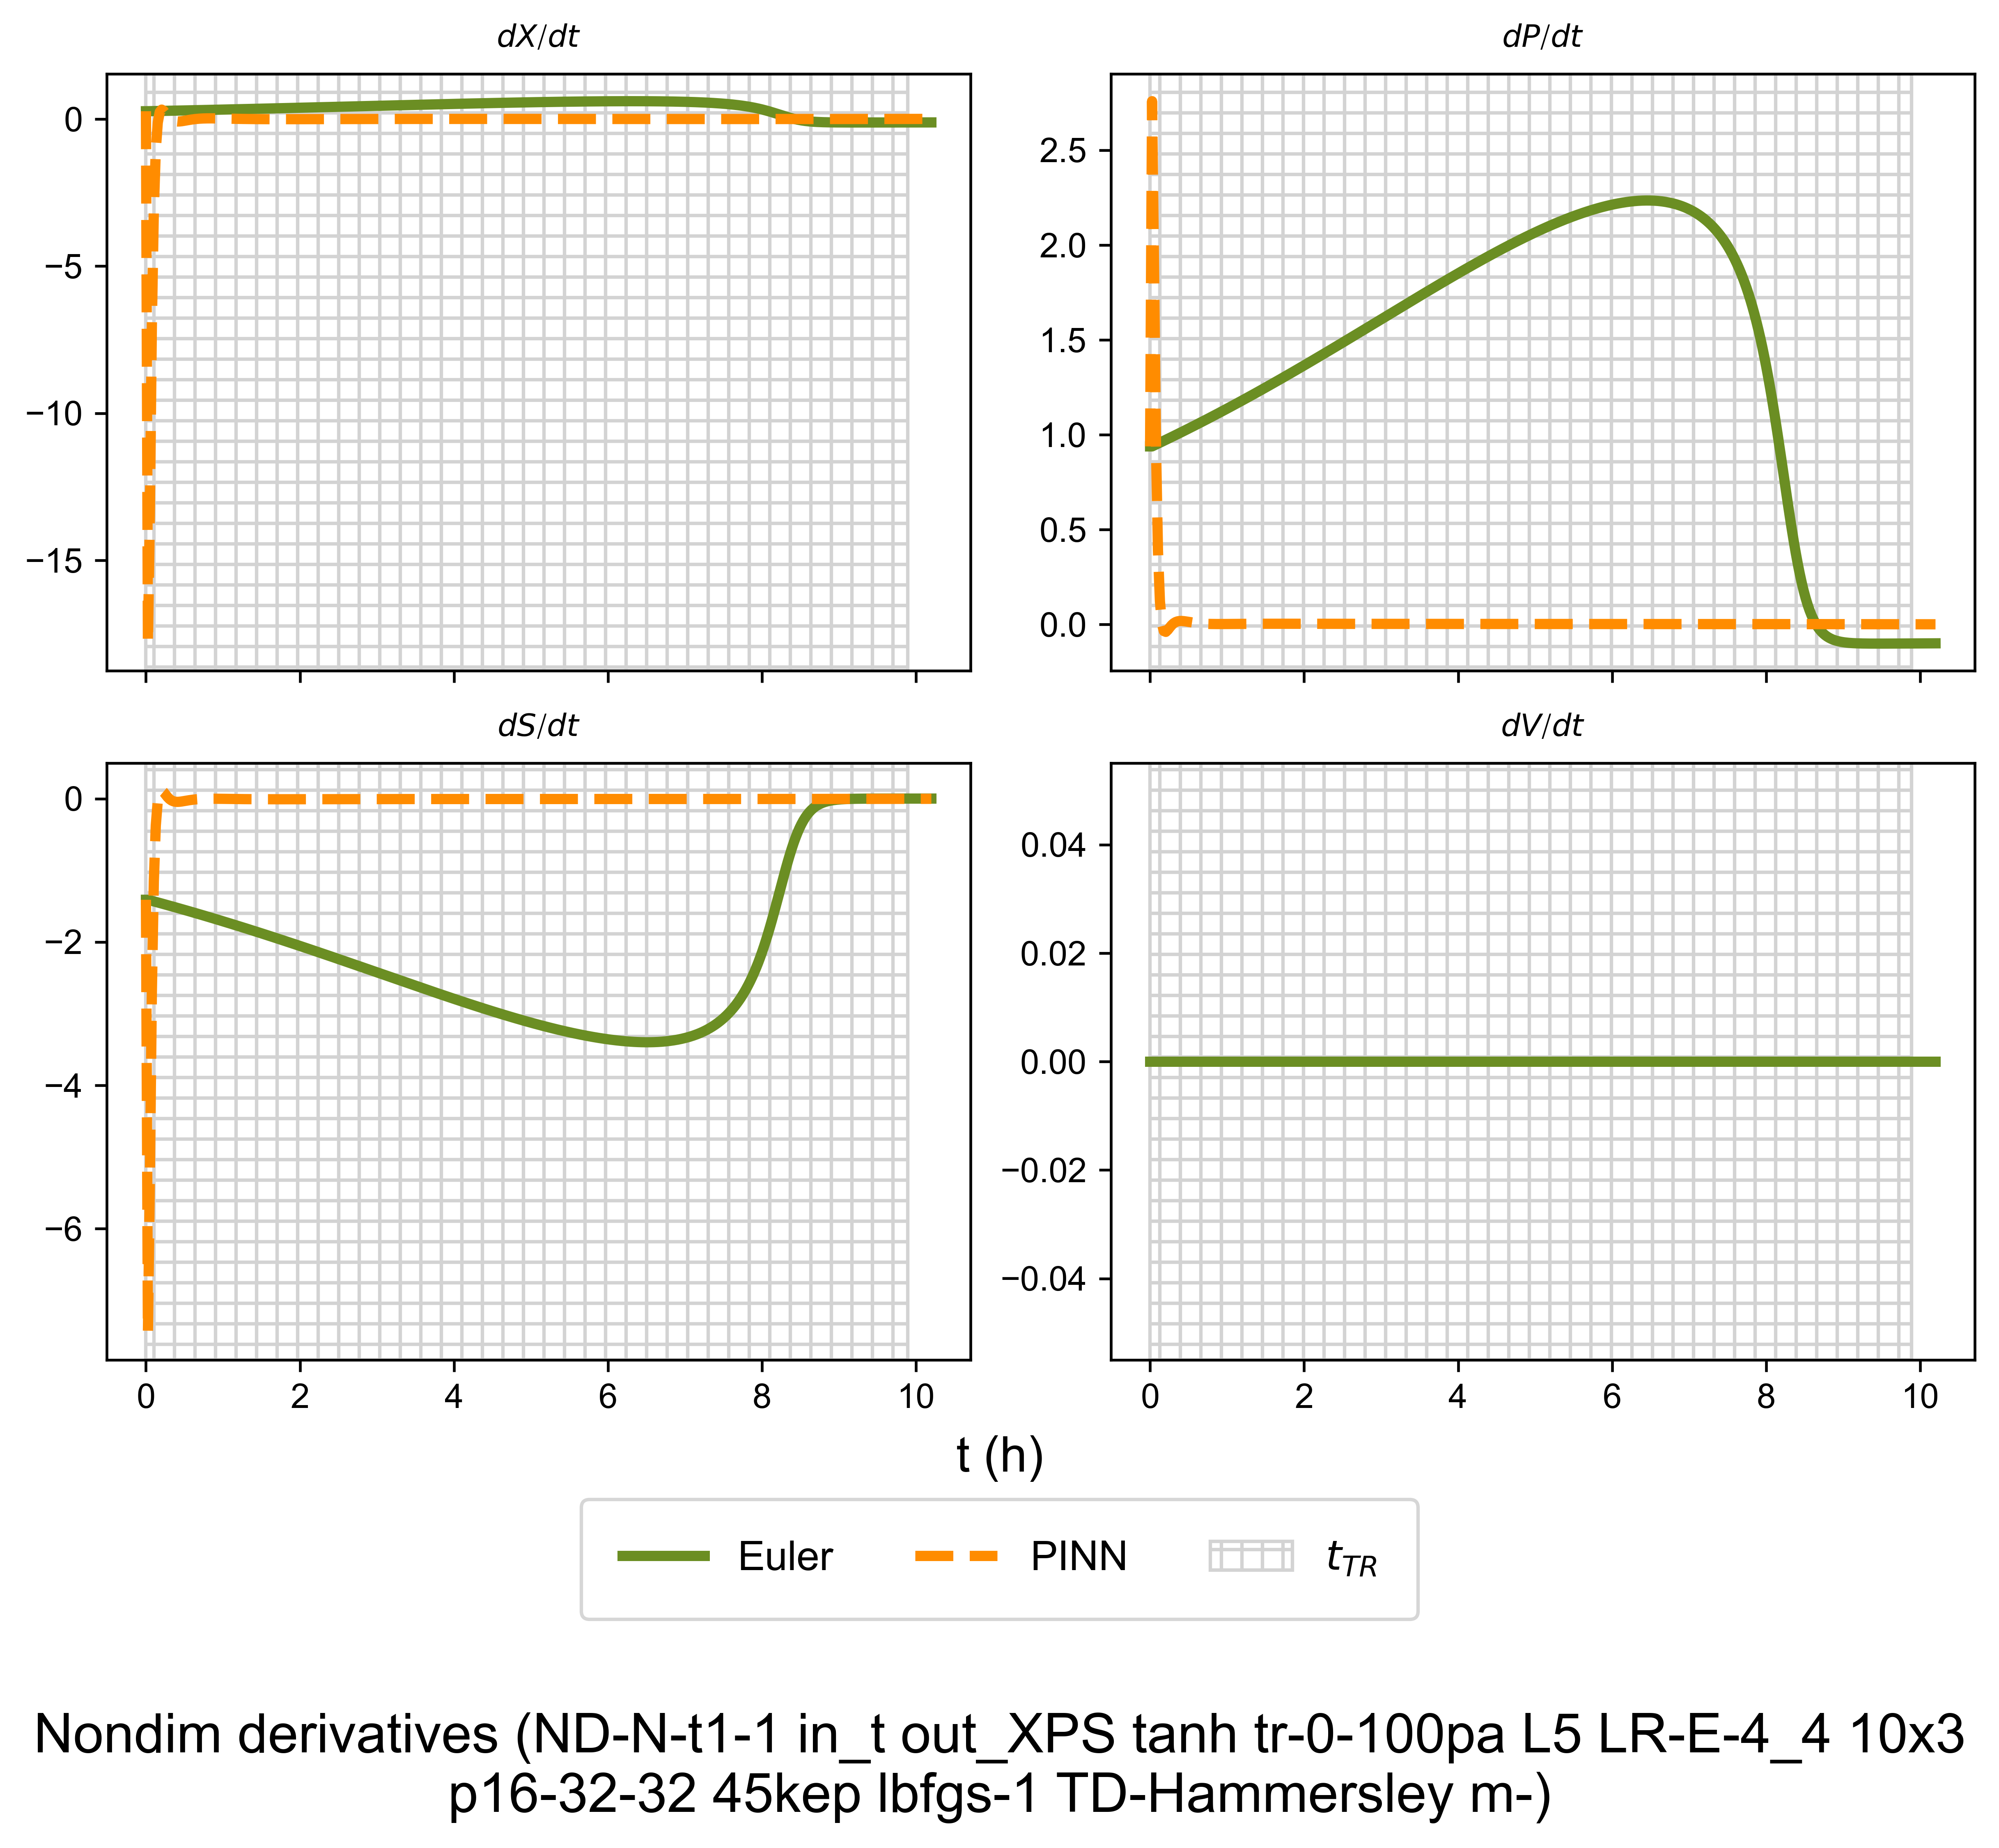 dX/dt
dP/dt
0
−5
−10
−15
2.5
2.0
1.5
1.0
0.5
0.0
dS/dt
dV/dt
0
−2
−4
−6
0.04
0.02
0.00
−0.02
−0.04
0 2 4 6 8 10
0 2 4 6 8 10
t (h)
Euler PINN t_TR
Nondim derivatives (ND-N-t1-1 in_t out_XPS tanh tr-0-100pa L5 LR-E-4_4 10x3
p16-32-32 45kep lbfgs-1 TD-Hammersley m-)